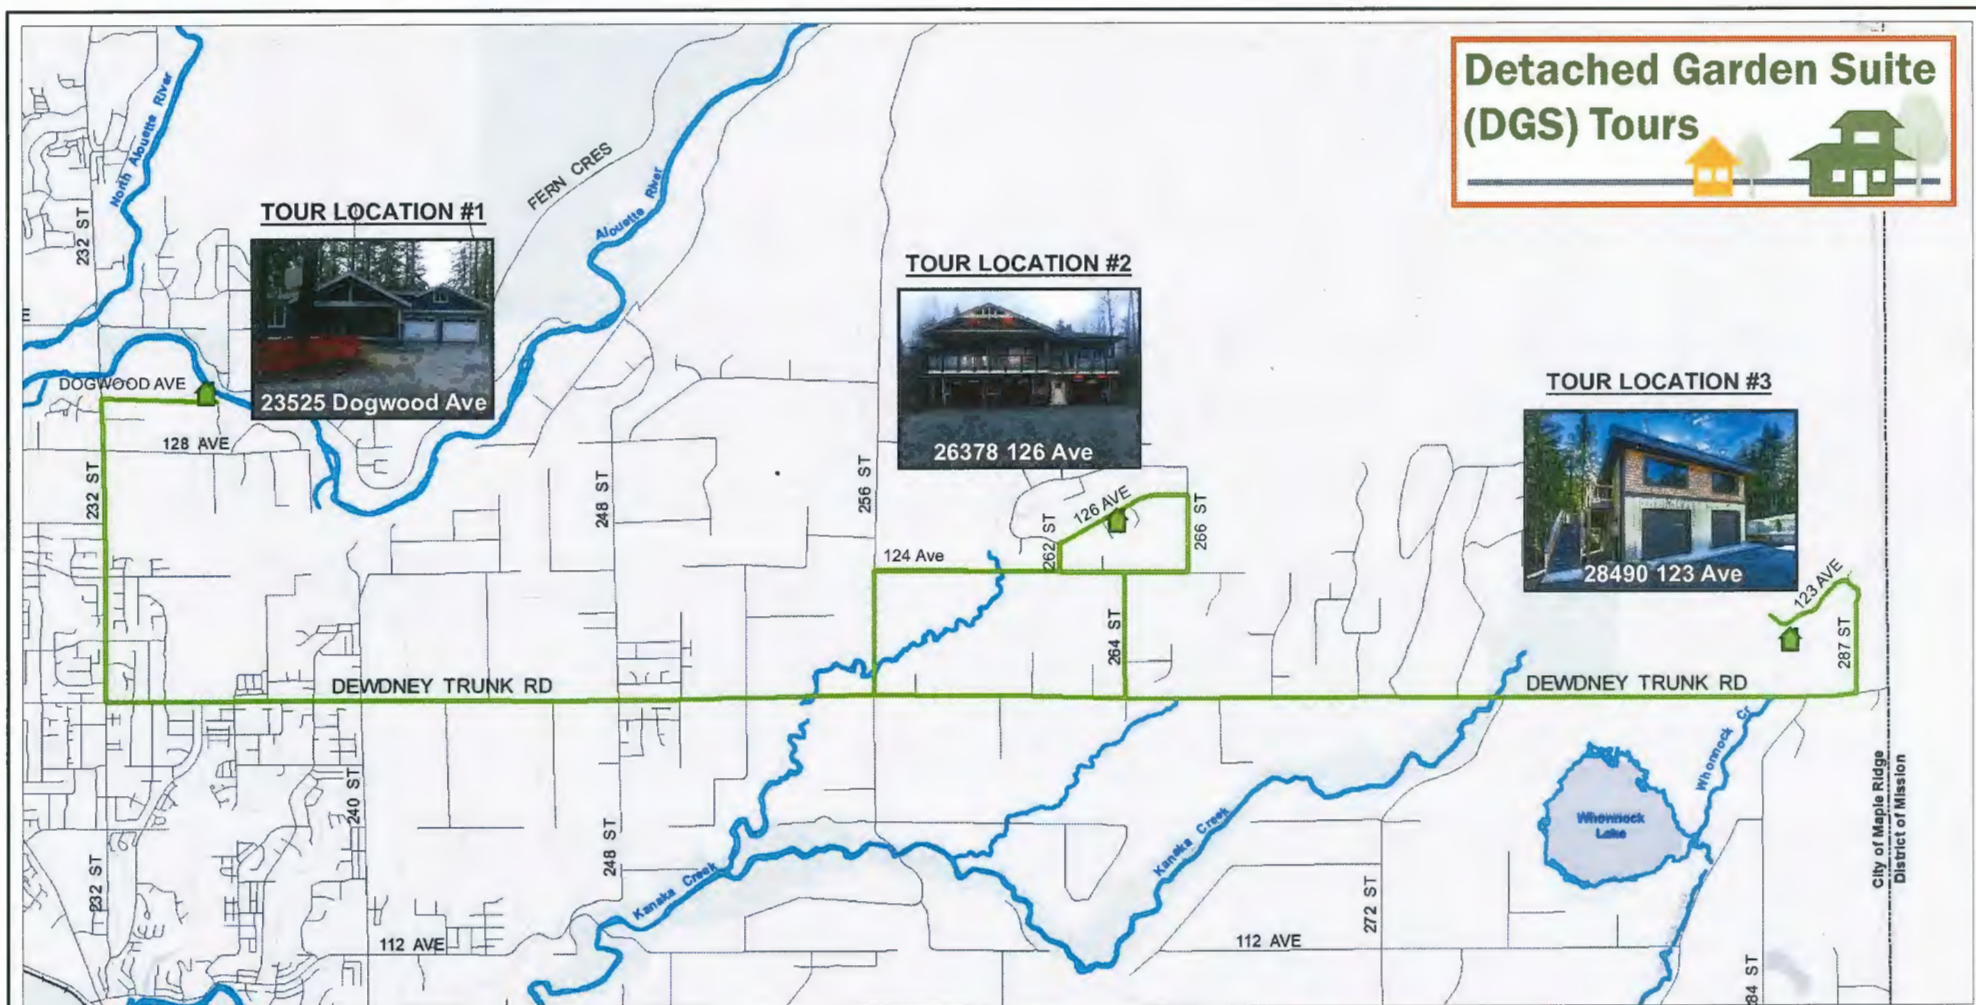 Detached Garden Suite
(DGS) Tours
North Alouette River
232 ST
FERN CRES
Alouette River
TOUR LOCATION #1
23525 Dogwood Ave
TOUR LOCATION #2
26378 126 Ave
TOUR LOCATION #3
28490 123 Ave
E
DOGWOOD AVE
128 AVE
232 ST
248 ST
256 ST
126 AVE
262 ST
266 ST
124 Ave
264 ST
123 AVE
287 ST
DEWDNEY TRUNK RD
DEWDNEY TRUNK RD
240 ST
248 ST
232 ST
Kanaka Creek
Kanaka Creek
Whonnock Cr
Whonnock
Lake
City of Maple Ridge
District of Mission
272 ST
112 AVE
112 AVE
284 ST